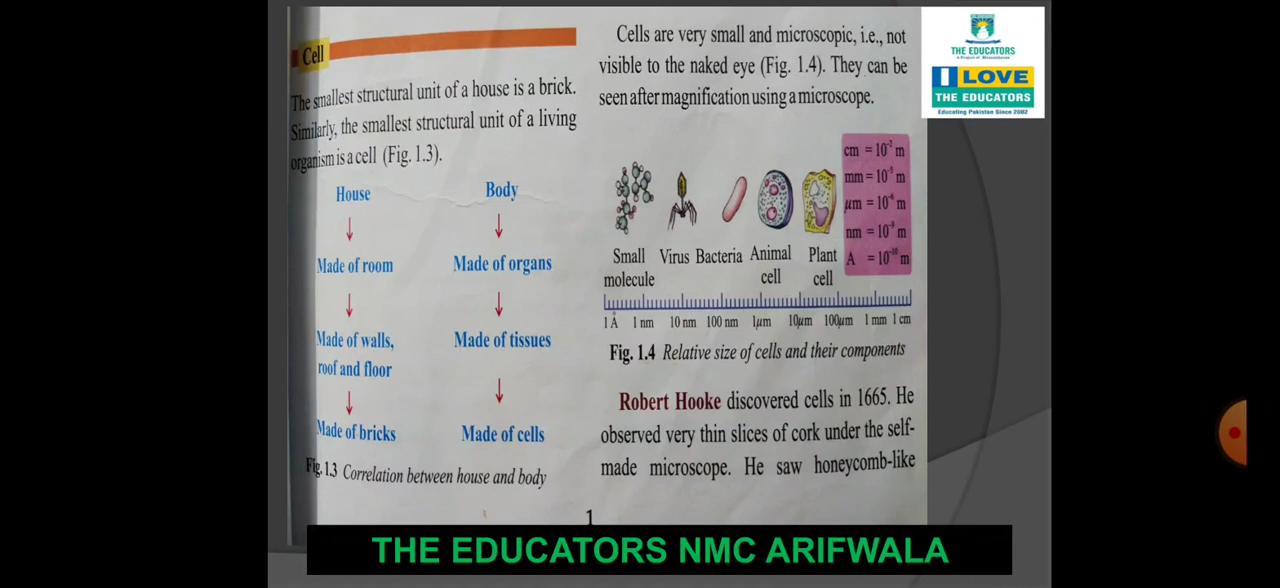 Cell
The smallest structural unit of a house is a brick.
Similarly, the smallest structural unit of a living
organism is a cell (Fig. 1.3).
House
Body
Made of room
Made of organs
Made of walls,
roof and floor
Made of tissues
Made of bricks
Made of cells
Fig. 1.3 Correlation between house and body
Cells are very small and microscopic, i.e., not
visible to the naked eye (Fig. 1.4). They can be
seen after magnification using a microscope.
cm = 10⁻² m
mm = 10⁻³ m
μm = 10⁻⁶ m
nm = 10⁻⁹ m
A = 10⁻¹⁰ m
Small
molecule
Virus
Bacteria
Animal
cell
Plant
cell
1 Å 1 nm 10 nm 100 nm 1μm 10μm 100μm 1 mm 1 cm
Fig. 1.4 Relative size of cells and their components
Robert Hooke discovered cells in 1665. He
observed very thin slices of cork under the self-
made microscope. He saw honeycomb-like
1
THE EDUCATORS
I LOVE
THE EDUCATORS
Educating Pakistan Since 2002
THE EDUCATORS NMC ARIFWALA